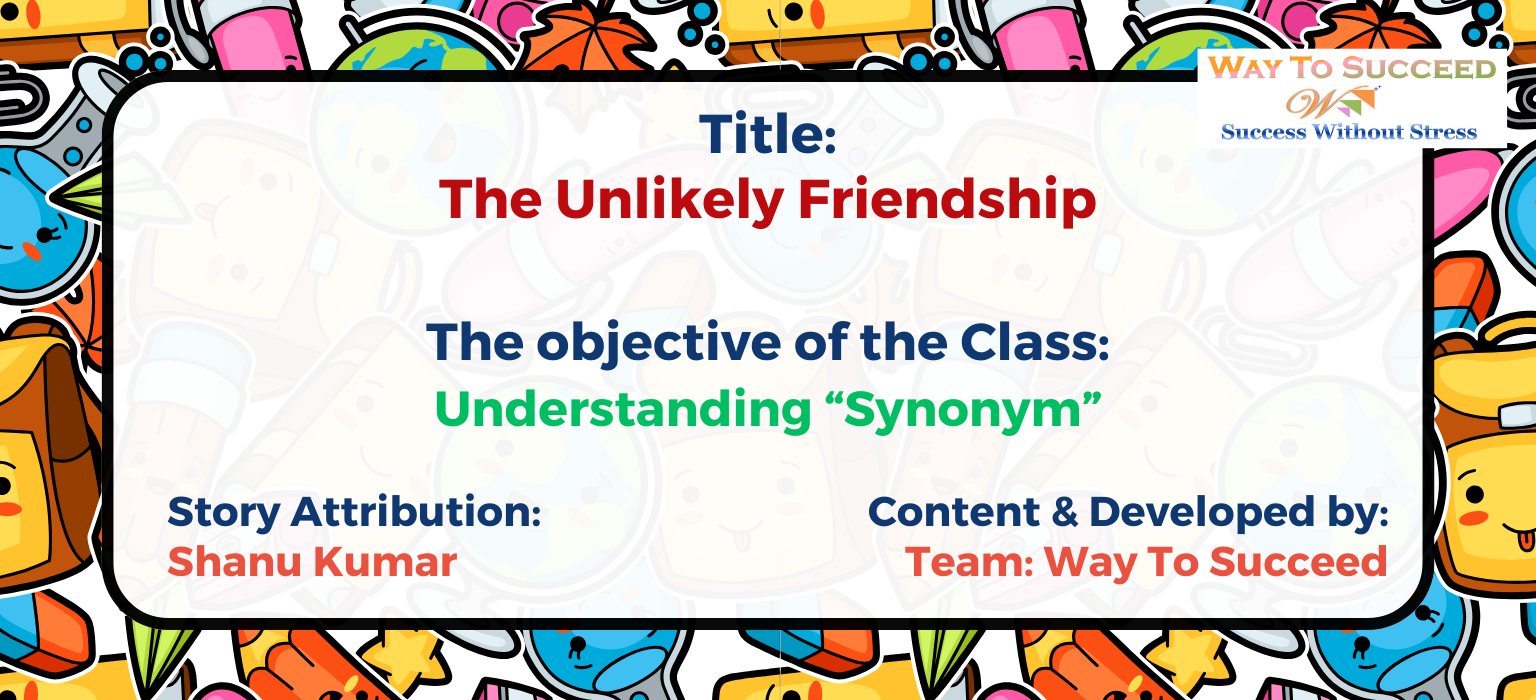 WAY TO SUCCEED
W
Success Without Stress
Title:
The Unlikely Friendship
The objective of the Class:
Understanding “Synonym”
Story Attribution:
Shanu Kumar
Content & Developed by:
Team: Way To Succeed